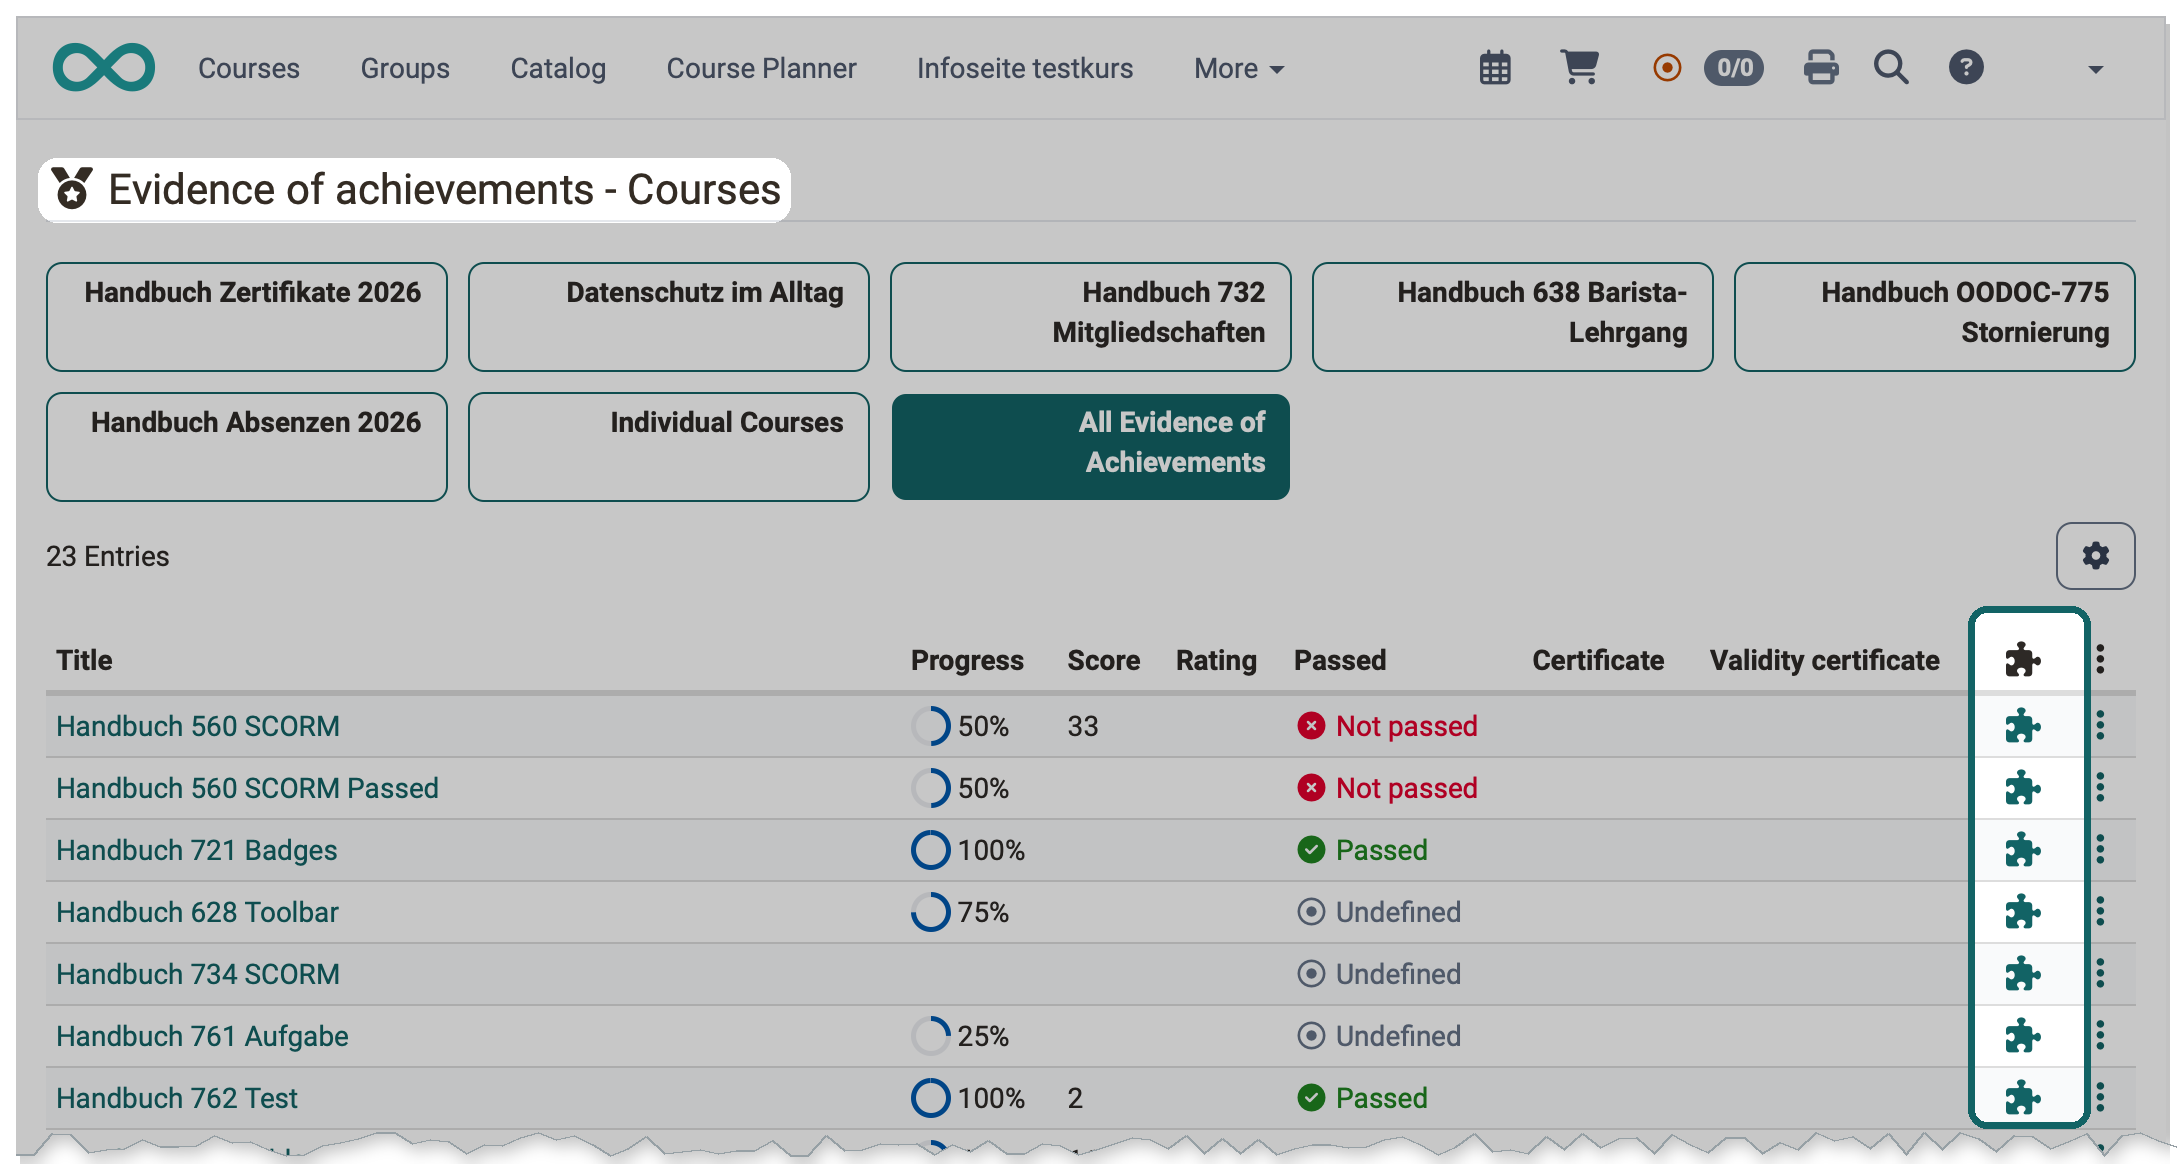 Courses Groups Catalog Course Planner Infoseite testkurs More 0/0 ?
Evidence of achievements - Courses
Handbuch Zertifikate 2026
Datenschutz im Alltag
Handbuch 732
Mitgliedschaften
Handbuch 638 Barista-
Lehrgang
Handbuch OODOC-775
Stornierung
Handbuch Absenzen 2026
Individual Courses
All Evidence of
Achievements
23 Entries
Title Progress Score Rating Passed Certificate Validity certificate
Handbuch 560 SCORM 50% 33 Not passed
Handbuch 560 SCORM Passed 50% Not passed
Handbuch 721 Badges 100% Passed
Handbuch 628 Toolbar 75% Undefined
Handbuch 734 SCORM Undefined
Handbuch 761 Aufgabe 25% Undefined
Handbuch 762 Test 100% 2 Passed